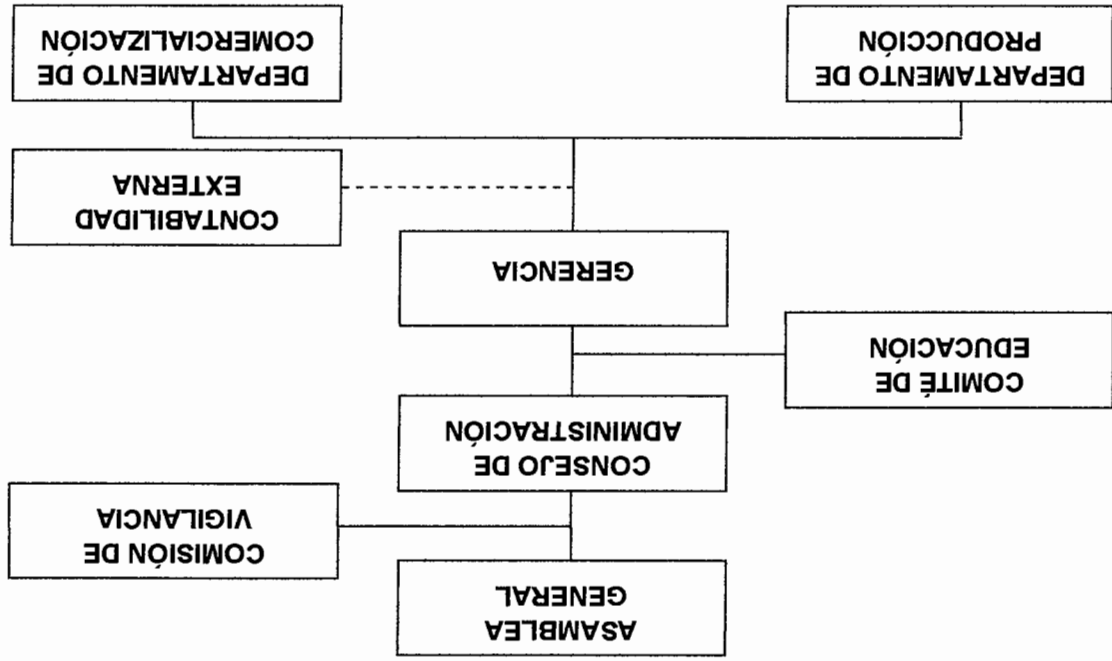 ASAMBLEA
GENERAL
COMISIÓN DE
VIGILANCIA
CONSEJO DE
ADMINISTRACIÓN
COMITÉ DE
EDUCACIÓN
GERENCIA
CONTABILIDAD
EXTERNA
DEPARTAMENTO DE
PRODUCCIÓN
DEPARTAMENTO DE
COMERCIALIZACIÓN